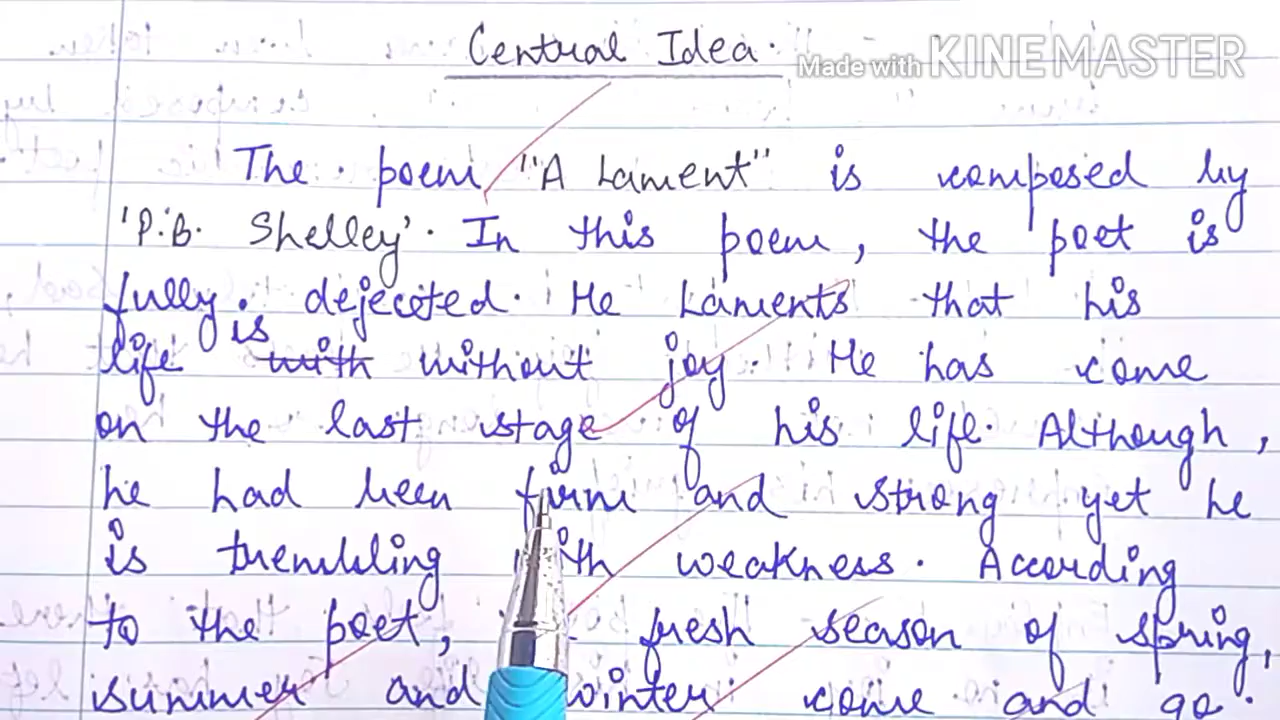 Central Idea.
Made with KINEMASTER
The poem "A Lament" is composed by
'P.B. Shelley'. In this poem, the poet is
fully dejected. He Laments that his
life is with without joy. He has come
on the last stage of his life. Although,
he had been firm and strong yet he
is trembling with weakness. According
to the poet, fresh season of spring,
summer and winter come and go.